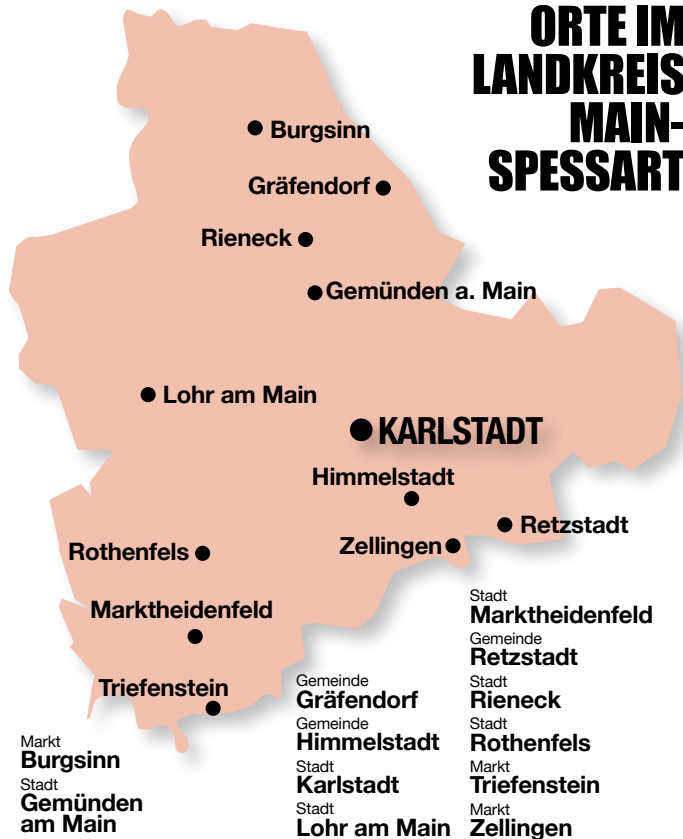 ORTE IM
LANDKREIS
MAIN-
SPESSART
Burgsinn
Gräfendorf
Rieneck
Gemünden a. Main
Lohr am Main
KARLSTADT
Himmelstadt
Retzstadt
Zellingen
Rothenfels
Marktheidenfeld
Triefenstein
Markt
Burgsinn
Stadt
Gemünden
am Main
Gemeinde
Gräfendorf
Gemeinde
Himmelstadt
Stadt
Karlstadt
Stadt
Lohr am Main
Stadt
Marktheidenfeld
Gemeinde
Retzstadt
Stadt
Rieneck
Stadt
Rothenfels
Markt
Triefenstein
Markt
Zellingen